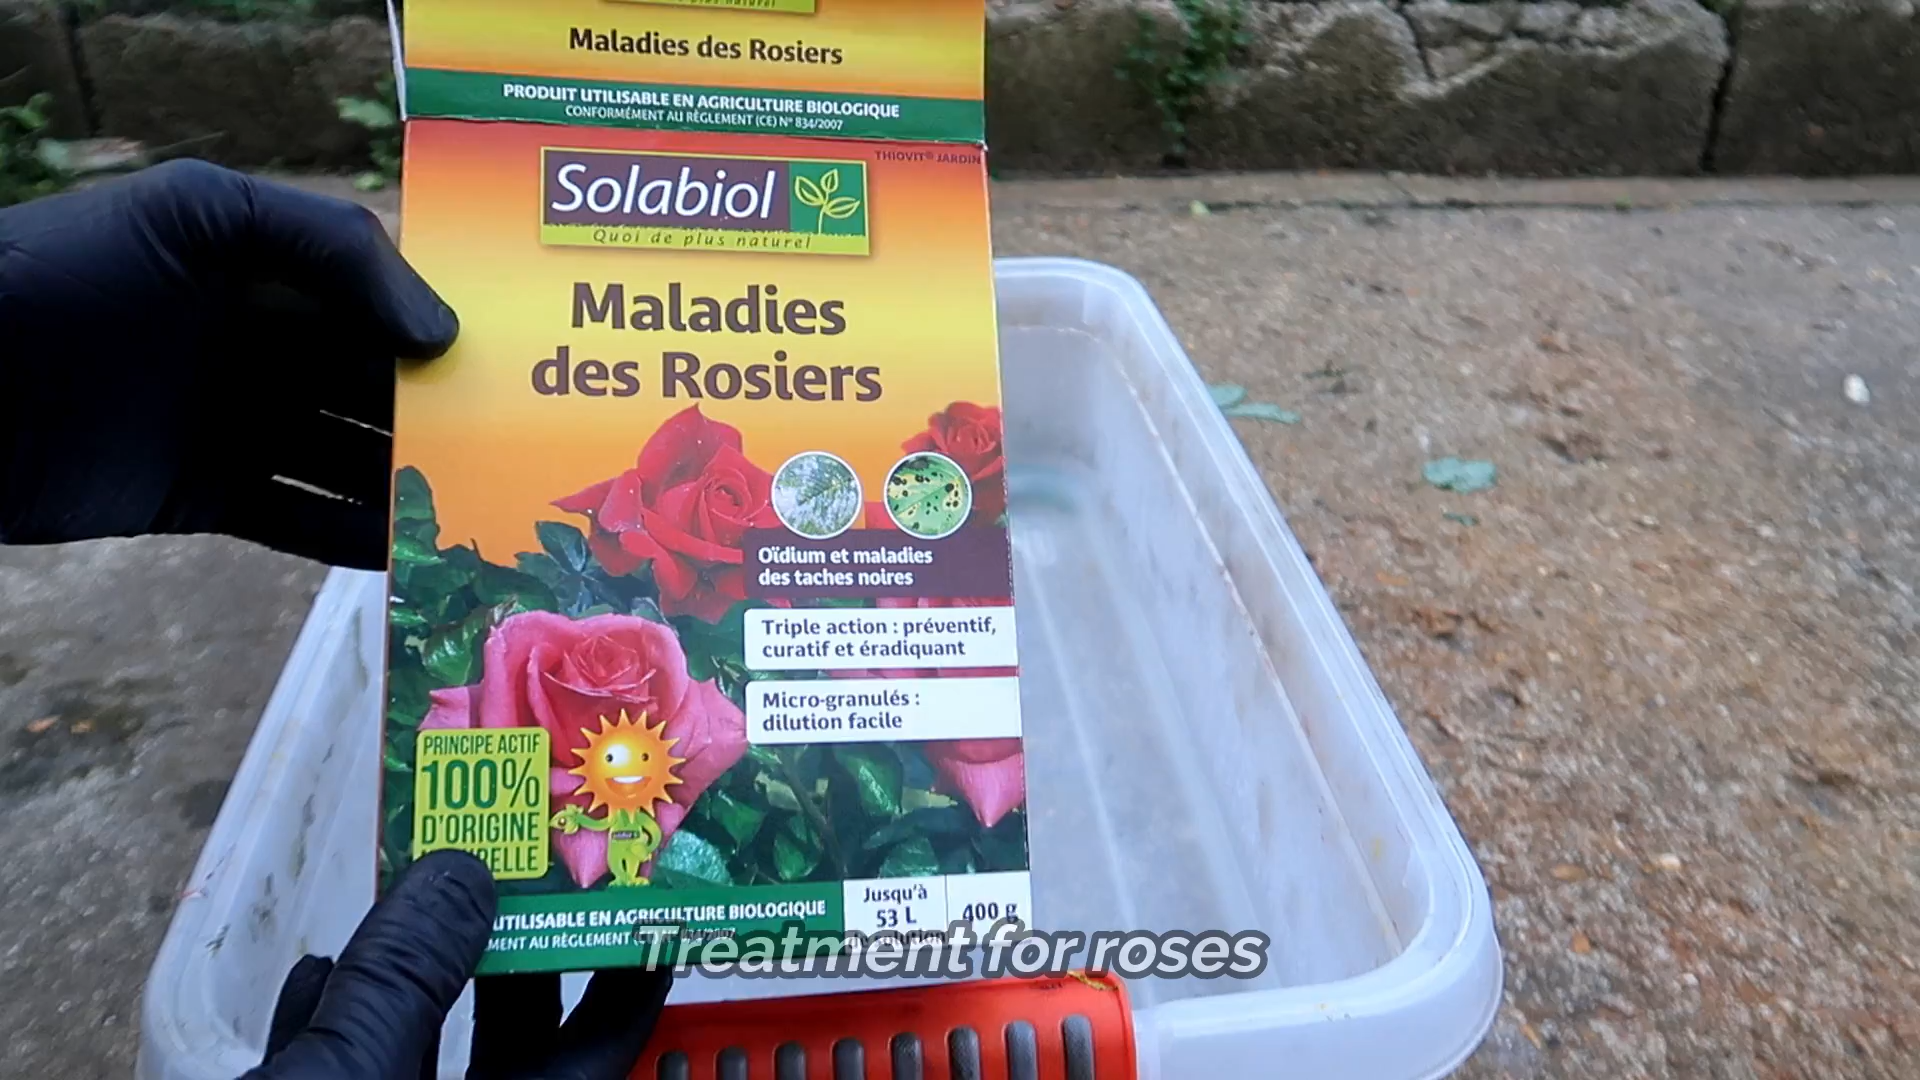 Maladies des Rosiers
PRODUIT UTILISABLE EN AGRICULTURE BIOLOGIQUE
CONFORMÉMENT AU RÈGLEMENT (CE) N° 834/2007
THIOVIT® JARDIN
Solabiol
Quoi de plus naturel
Maladies
des Rosiers
Oïdium et maladies
des taches noires
Triple action : préventif,
curatif et éradiquant
Micro-granulés :
dilution facile
PRINCIPE ACTIF
100%
D'ORIGINE
UTILISABLE EN AGRICULTURE BIOLOGIQUE
AU RÈGLEMENT
Jusqu'à
53 L
de solution
400 g
Treatment for roses